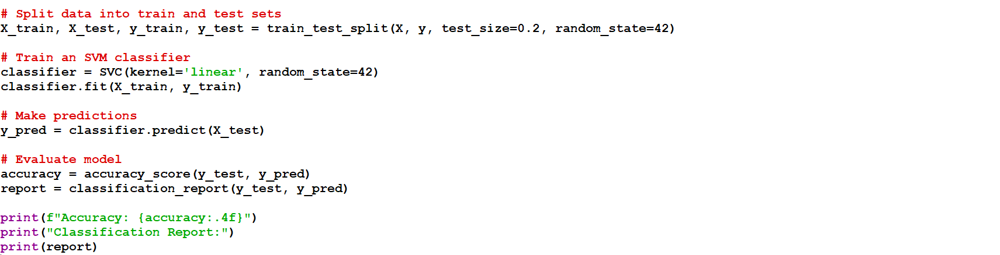 # Split data into train and test sets
X_train, X_test, y_train, y_test = train_test_split(X, y, test_size=0.2, random_state=42)
# Train an SVM classifier
classifier = SVC(kernel='linear', random_state=42)
classifier.fit(X_train, y_train)
# Make predictions
y_pred = classifier.predict(X_test)
# Evaluate model
accuracy = accuracy_score(y_test, y_pred)
report = classification_report(y_test, y_pred)
print(f"Accuracy: {accuracy:.4f}")
print("Classification Report:")
print(report)